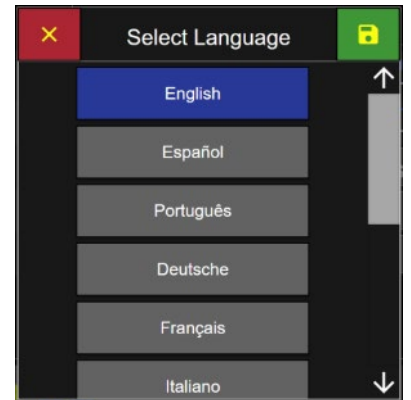 Select Language
English
Español
Português
Deutsche
Français
Italiano